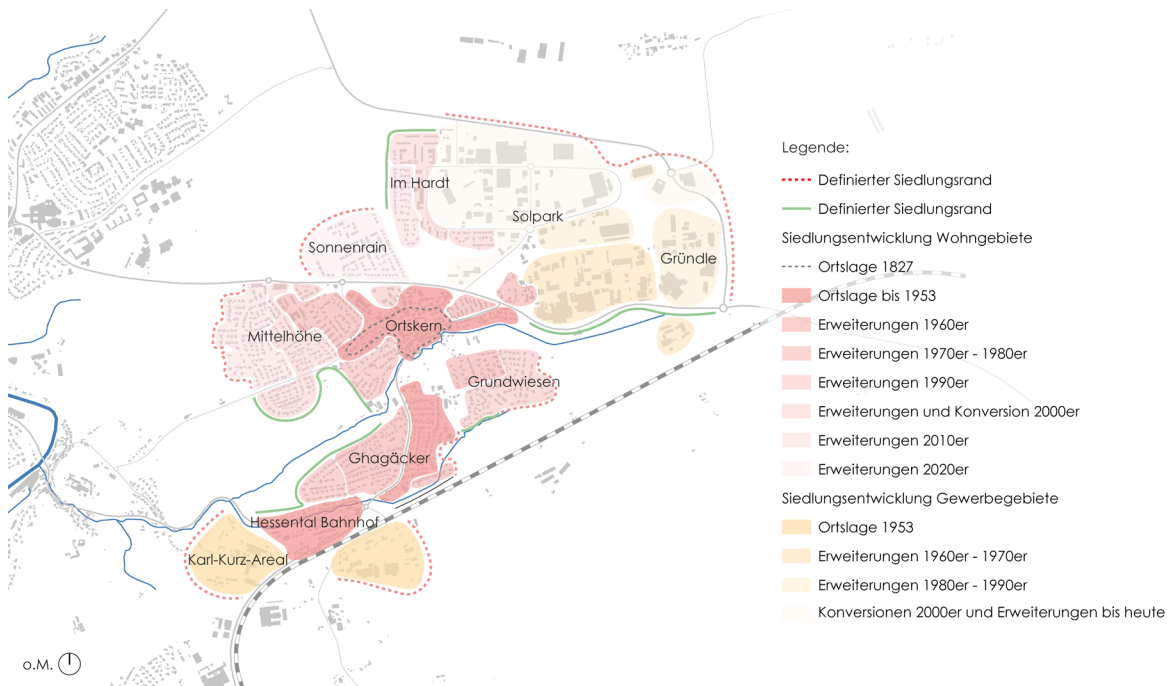 Im Hardt
Solpark
Sonnenrain
Gründle
Ortskern
Mittelhöhe
Grundwiesen
Ghagäcker
Hessental Bahnhof
Karl-Kurz-Areal
o.M.
Legende:
Definierter Siedlungsrand
Definierter Siedlungsrand
Siedlungsentwicklung Wohngebiete
Ortslage 1827
Ortslage bis 1953
Erweiterungen 1960er
Erweiterungen 1970er - 1980er
Erweiterungen 1990er
Erweiterungen und Konversion 2000er
Erweiterungen 2010er
Erweiterungen 2020er
Siedlungsentwicklung Gewerbegebiete
Ortslage 1953
Erweiterungen 1960er - 1970er
Erweiterungen 1980er - 1990er
Konversionen 2000er und Erweiterungen bis heute